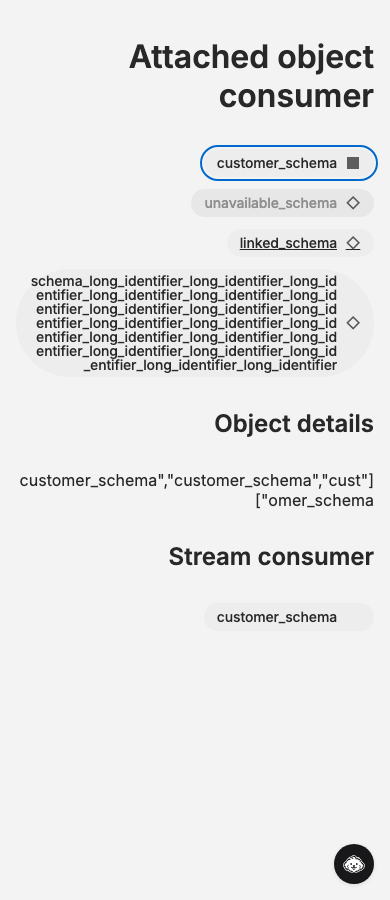 Attached object
consumer
customer_schema
unavailable_schema
linked_schema
schema_long_identifier_long_identifier_long_id
entifier_long_identifier_long_identifier_long_id
entifier_long_identifier_long_identifier_long_id
entifier_long_identifier_long_identifier_long_id
entifier_long_identifier_long_identifier_long_id
entifier_long_identifier_long_identifier_long_id
_entifier_long_identifier_long_identifier
Object details
customer_schema","customer_schema","cust"]
["omer_schema
Stream consumer
customer_schema